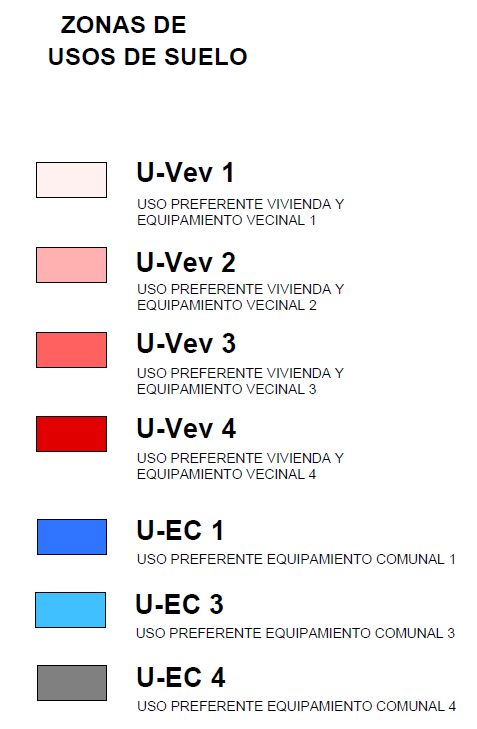 ZONAS DE
USOS DE SUELO
U-Vev 1
USO PREFERENTE VIVIENDA Y
EQUIPAMIENTO VECINAL 1
U-Vev 2
USO PREFERENTE VIVIENDA Y
EQUIPAMIENTO VECINAL 2
U-Vev 3
USO PREFERENTE VIVIENDA Y
EQUIPAMIENTO VECINAL 3
U-Vev 4
USO PREFERENTE VIVIENDA Y
EQUIPAMIENTO VECINAL 4
U-EC 1
USO PREFERENTE EQUIPAMIENTO COMUNAL 1
U-EC 3
USO PREFERENTE EQUIPAMIENTO COMUNAL 3
U-EC 4
USO PREFERENTE EQUIPAMIENTO COMUNAL 4